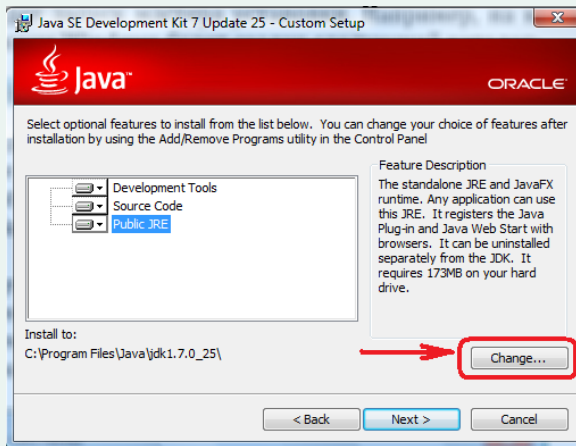 Java SE Development Kit 7 Update 25 - Custom Setup
Java™
ORACLE®
Select optional features to install from the list below. You can change your choice of features after
installation by using the Add/Remove Programs utility in the Control Panel
Development Tools
Source Code
Public JRE
Feature Description
The standalone JRE and JavaFX
runtime. Any application can use
this JRE. It registers the Java
Plug-in and Java Web Start with
browsers. It can be uninstalled
separately from the JDK. It
requires 173MB on your hard
drive.
Install to:
C:\Program Files\Java\jdk1.7.0_25\
Change...
< Back
Next >
Cancel